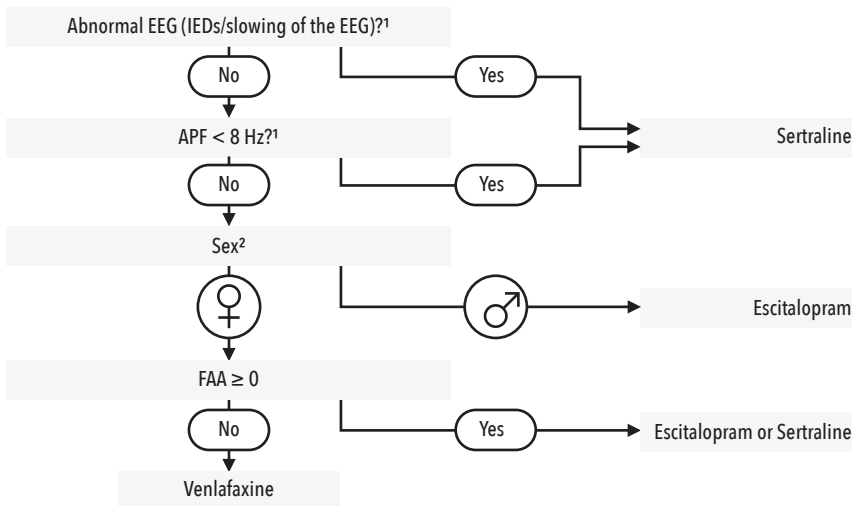 Abnormal EEG (IEDs/slowing of the EEG)?¹
No
Yes
APF < 8 Hz?¹
Sertraline
No
Yes
Sex²
Escitalopram
FAA ≥ 0
No
Yes
Escitalopram or Sertraline
Venlafaxine